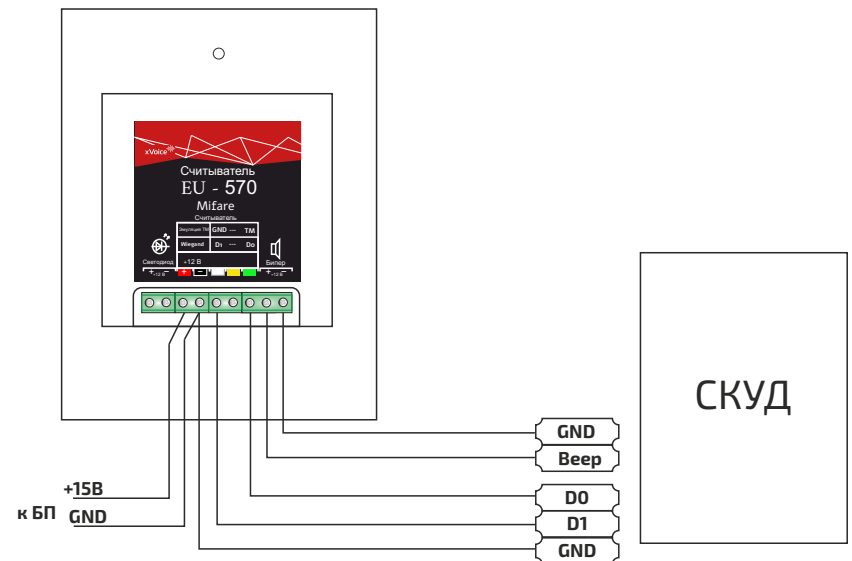 xVoice
Считыватель
EU - 570
Mifare
Считыватель
Эмуляция ТМ GND --- TM
Wiegand D1 --- D0
+12 В
Светодиод
Бипер
+ +12 В −
+ −
+ +12 В −
СКУД
GND
Beep
+15В
D0
к БП
GND
D1
GND